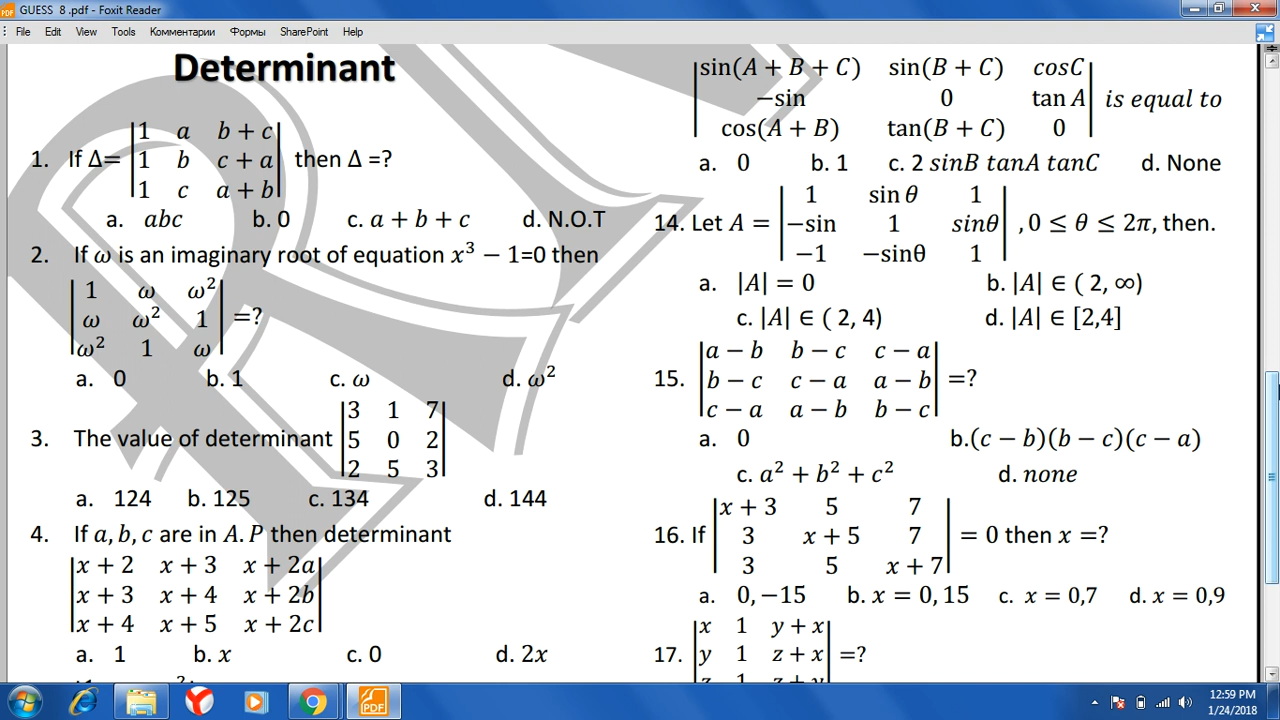 GUESS 8 .pdf - Foxit Reader
File Edit View Tools Комментарии Формы SharePoint Help
Determinant
1. If Δ= |1 a b + c|
|1 b c + a| then Δ =?
|1 c a + b|
a. abc b. 0 c. a + b + c d. N.O.T
2. If ω is an imaginary root of equation x³ − 1=0 then
|1 ω ω²|
|ω ω² 1| =?
|ω² 1 ω|
a. 0 b. 1 c. ω d. ω²
|3 1 7|
3. The value of determinant |5 0 2|
|2 5 3|
a. 124 b. 125 c. 134 d. 144
4. If a, b, c are in A. P then determinant
|x + 2 x + 3 x + 2a|
|x + 3 x + 4 x + 2b|
|x + 4 x + 5 x + 2c|
a. 1 b. x c. 0 d. 2x
|sin(A + B + C) sin(B + C) cosC|
|−sin 0 tan A| is equal to
|cos(A + B) tan(B + C) 0|
a. 0 b. 1 c. 2 sinB tanA tanC d. None
|1 sin θ 1|
14. Let A = |−sin 1 sinθ| , 0 ≤ θ ≤ 2π, then.
|−1 −sinθ 1|
a. |A| = 0 b. |A| ∈ ( 2, ∞)
c. |A| ∈ ( 2, 4) d. |A| ∈ [2,4]
|a − b b − c c − a|
15. |b − c c − a a − b| =?
|c − a a − b b − c|
a. 0 b.(c − b)(b − c)(c − a)
c. a² + b² + c² d. none
|x + 3 5 7|
16. If |3 x + 5 7| = 0 then x =?
|3 5 x + 7|
a. 0, −15 b. x = 0, 15 c. x = 0,7 d. x = 0,9
|x 1 y + x|
17. |y 1 z + x| =?
12:59 PM
1/24/2018